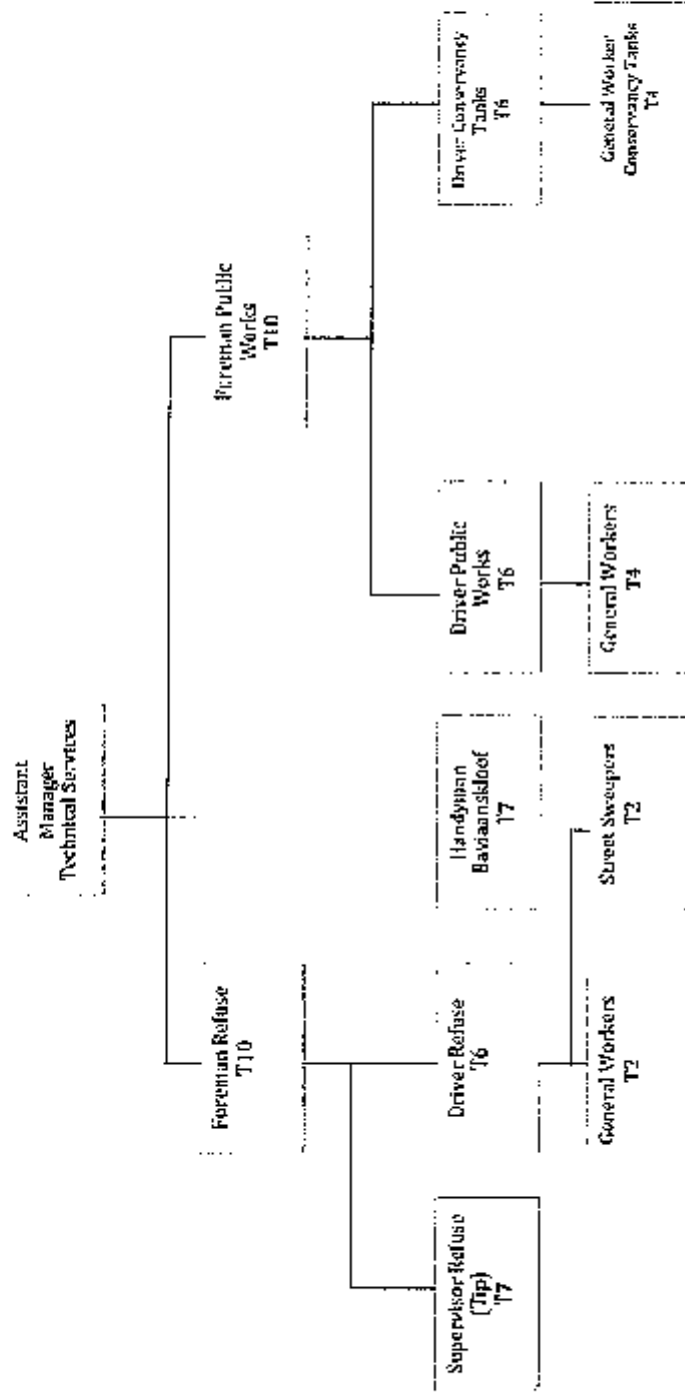 Assistant
Manager
Technical Services
Foreman Refuse
T10
Foreman Public
Works
T10
Supervisor Refuse
(Tip)
T7
Driver Refuse
T6
Handyman
Baviaanskloof
T7
Driver Public
Works
T6
Driver Conservancy
Tanks
T6
General Workers
T2
Street Sweepers
T2
General Workers
T4
General Worker
Conservancy Tanks